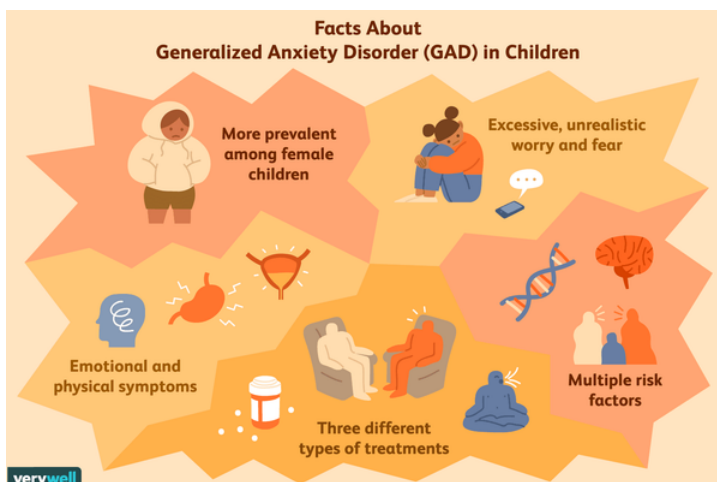 Facts About
Generalized Anxiety Disorder (GAD) in Children
More prevalent
among female
children
Excessive, unrealistic
worry and fear
Emotional and
physical symptoms
Three different
types of treatments
Multiple risk
factors
verywell